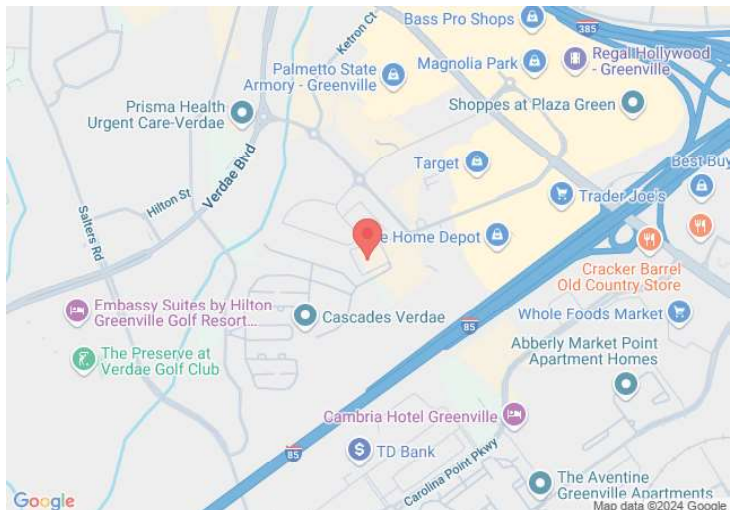 Bass Pro Shops
385
Ketron Ct
Magnolia Park
Regal Hollywood
- Greenville
Palmetto State
Armory - Greenville
Prisma Health
Urgent Care-Verdae
Shoppes at Plaza Green
Verdae Blvd
Target
Best Buy
Hilton St
Trader Joe's
Salters Rd
e Home Depot
Cracker Barrel
Old Country Store
Embassy Suites by Hilton
Greenville Golf Resort...
Cascades Verdae
85
Whole Foods Market
The Preserve at
Verdae Golf Club
Abberly Market Point
Apartment Homes
Cambria Hotel Greenville
85
TD Bank
Carolina Point Pkwy
The Aventine
Greenville Apartments
Google
Map data ©2024 Google